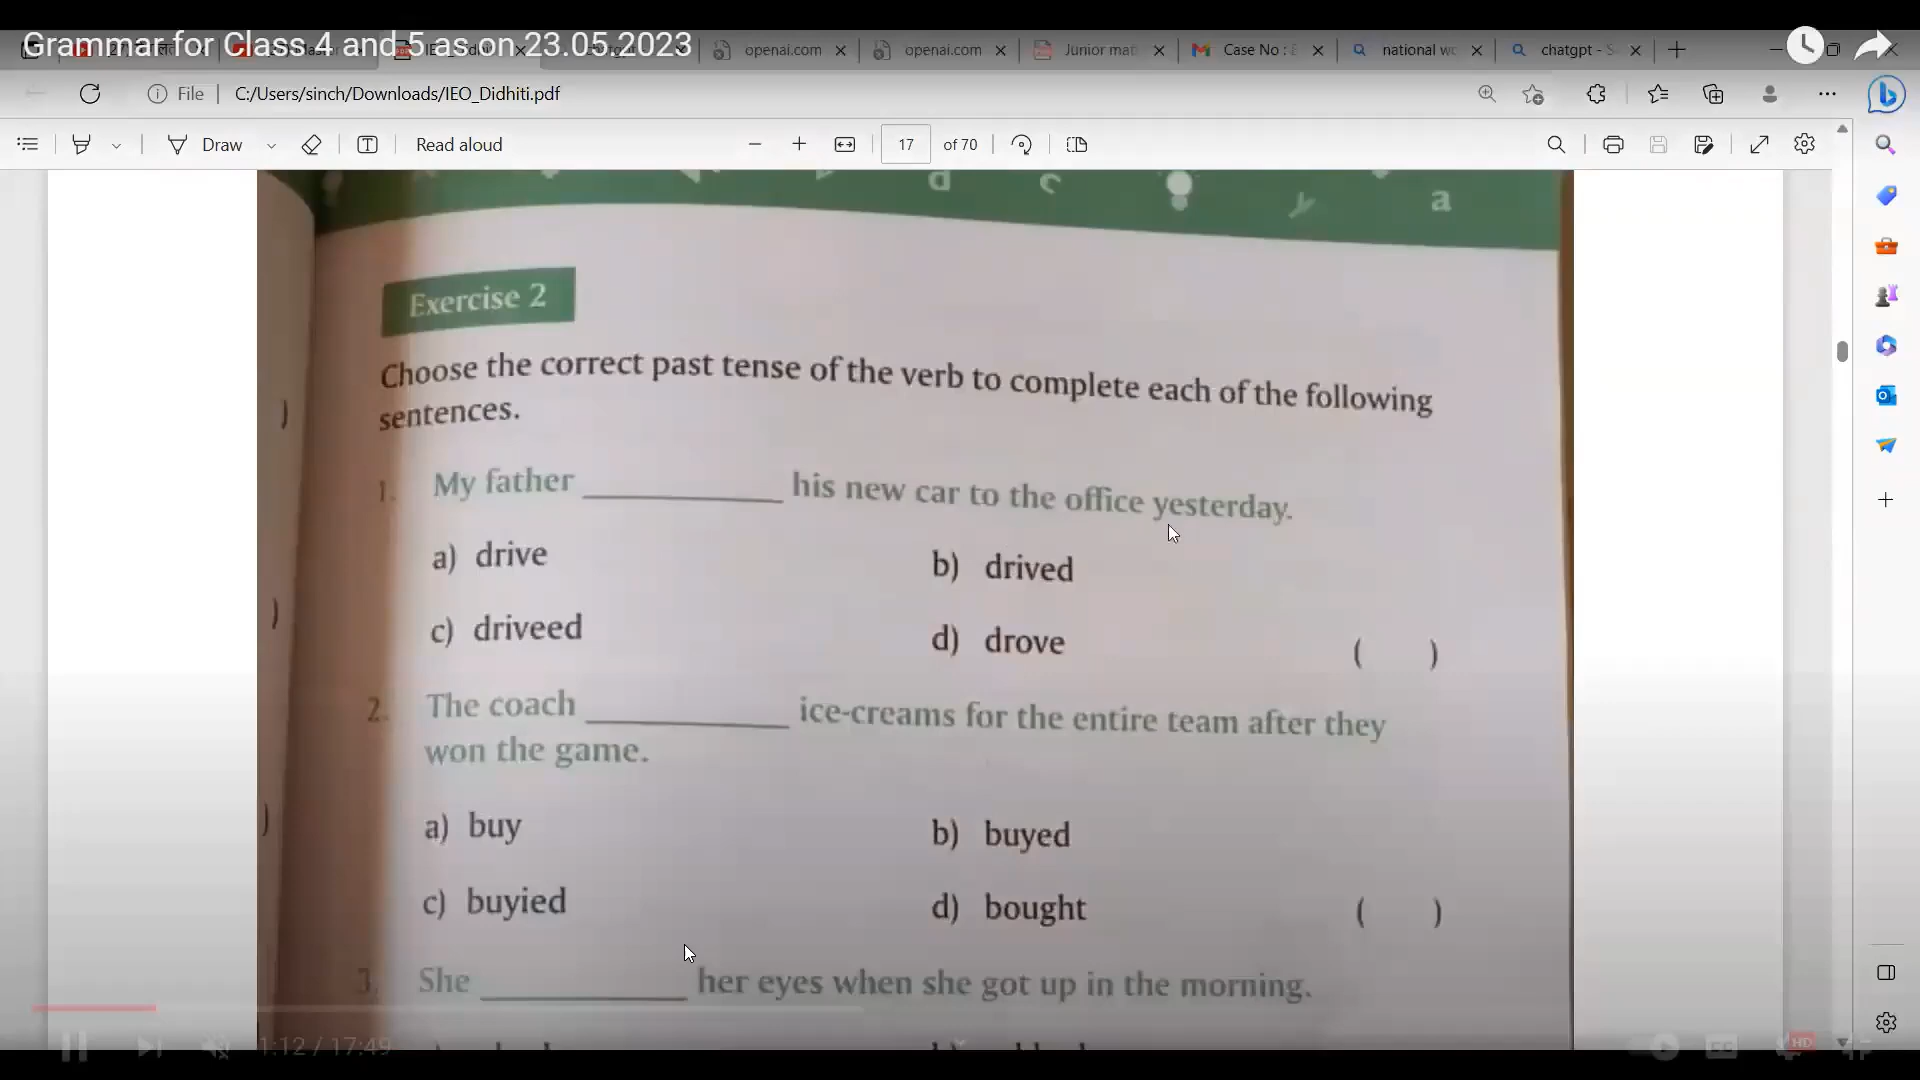 Grammar for Class 4 and 5 as on 23.05.2023
openai.com
openai.com
Junior mat
Case No :
national wo
chatgpt - S
File
C:/Users/sinch/Downloads/IEO_Didhiti.pdf
Draw
Read aloud
17
of 70
d c y a
Exercise 2
Choose the correct past tense of the verb to complete each of the following
sentences.
1. My father ____________ his new car to the office yesterday.
a) drive
b) drived
c) driveed
d) drove ( )
2. The coach ____________ ice-creams for the entire team after they
won the game.
a) buy
b) buyed
c) buyied
d) bought ( )
3. She ____________ her eyes when she got up in the morning.
1:12 / 17:49
HD